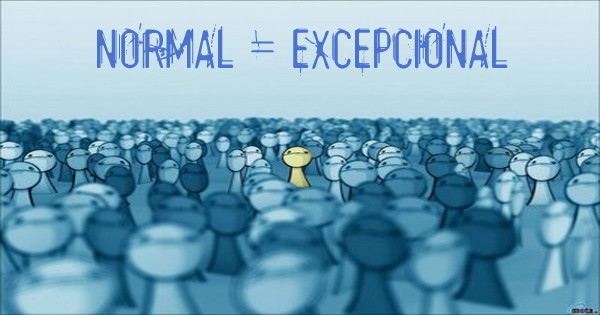 NORMAL = EXCEPCIONAL